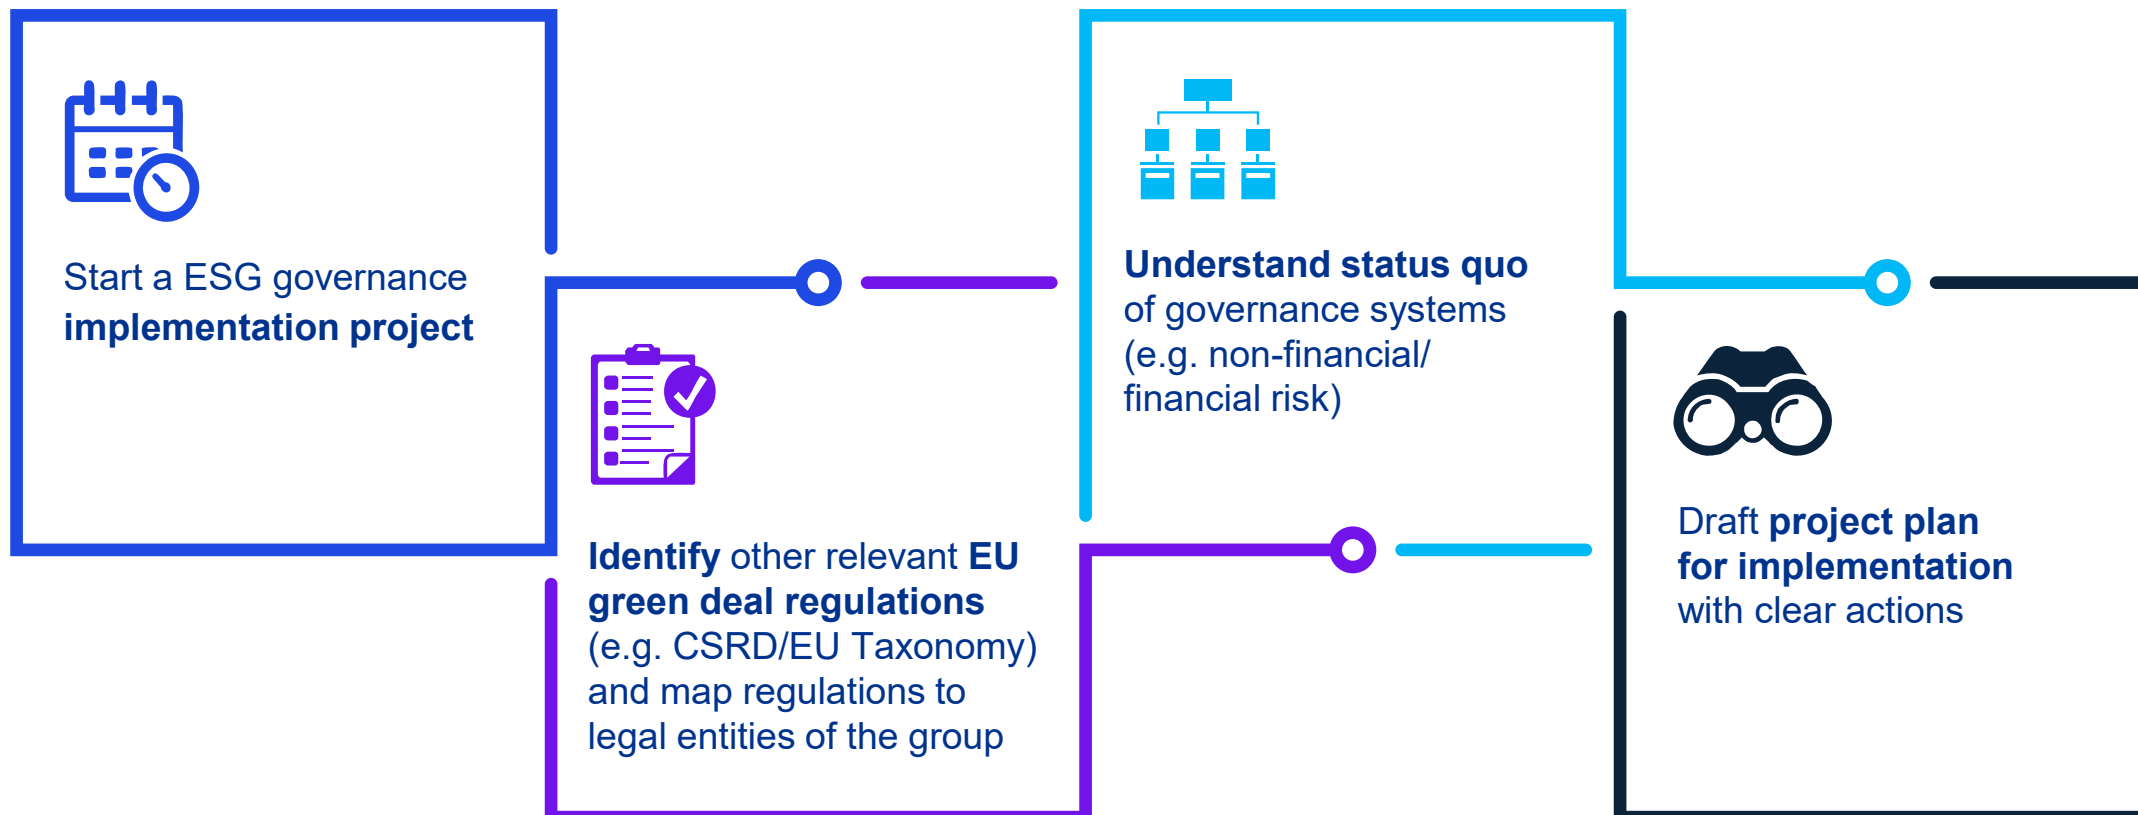 Start a ESG governance
implementation project
Identify other relevant EU
green deal regulations
(e.g. CSRD/EU Taxonomy)
and map regulations to
legal entities of the group
Understand status quo
of governance systems
(e.g. non-financial/
financial risk)
Draft project plan
for implementation
with clear actions